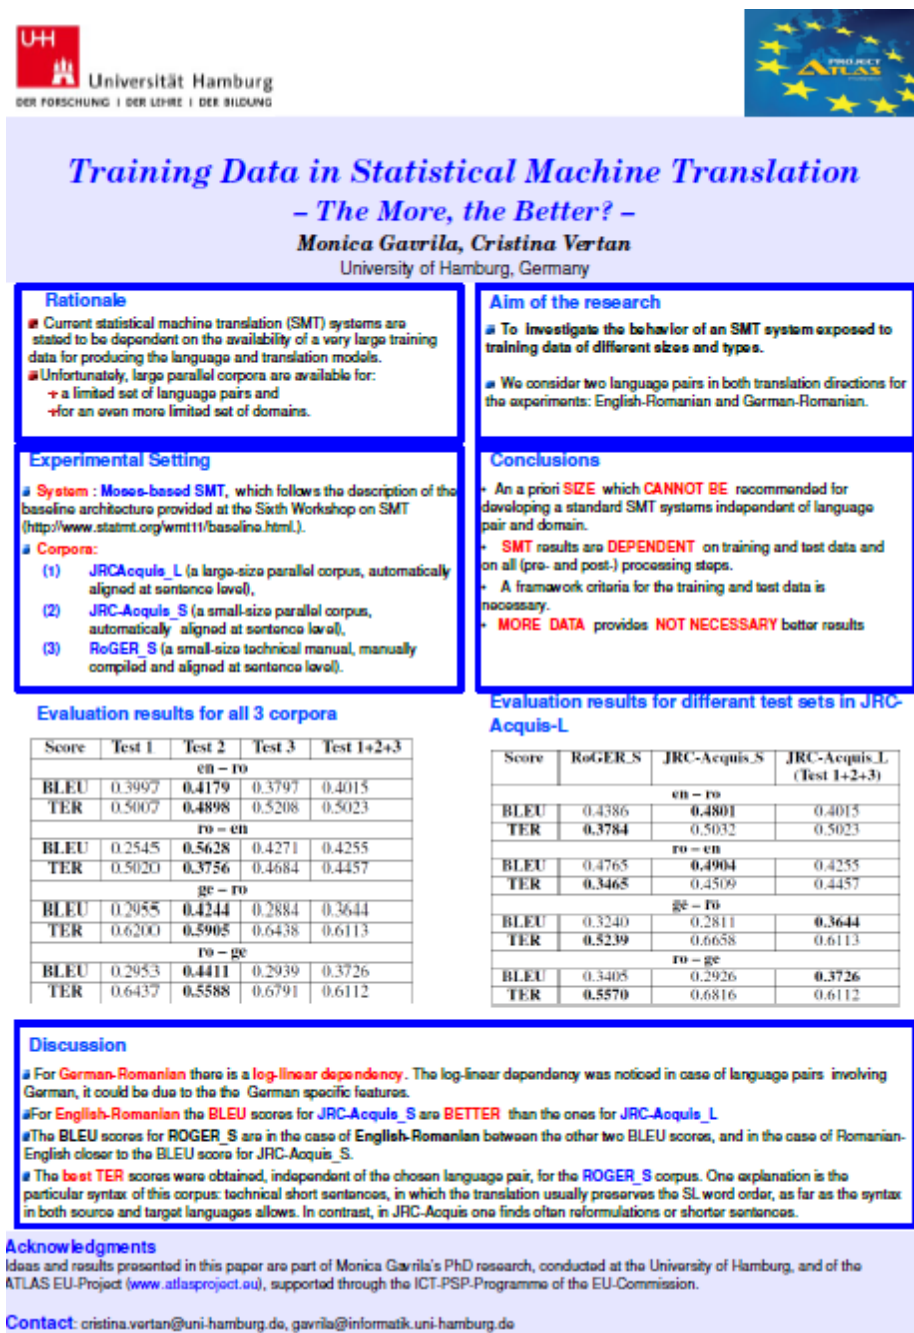 UH
Universität Hamburg
DER FORSCHUNG | DER LEHRE | DER BILDUNG
PROJECT
ATLAS
Training Data in Statistical Machine Translation
– The More, the Better? –
Monica Gavrila, Cristina Vertan
University of Hamburg, Germany
Rationale
Current statistical machine translation (SMT) systems are
stated to be dependent on the availability of a very large training
data for producing the language and translation models.
Unfortunately, large parallel corpora are available for:
a limited set of language pairs and
for an even more limited set of domains.
Aim of the research
To investigate the behavior of an SMT system exposed to
training data of different sizes and types.
We consider two language pairs in both translation directions for
the experiments: English-Romanian and German-Romanian.
Experimental Setting
System : Moses-based SMT, which follows the description of the
baseline architecture provided at the Sixth Workshop on SMT
(http://www.statmt.org/wmt11/baseline.html.).
Corpora:
(1) JRCAcquis_L (a large-size parallel corpus, automatically
aligned at sentence level),
(2) JRC-Acquis_S (a small-size parallel corpus,
automatically aligned at sentence level),
(3) RoGER_S (a small-size technical manual, manually
compiled and aligned at sentence level).
Conclusions
• An a priori SIZE which CANNOT BE recommended for
developing a standard SMT systems independent of language
pair and domain.
• SMT results are DEPENDENT on training and test data and
on all (pre- and post-) processing steps.
• A framework criteria for the training and test data is
necessary.
• MORE DATA provides NOT NECESSARY better results
Evaluation results for all 3 corpora
Score Test 1 Test 2 Test 3 Test 1+2+3
en – ro
BLEU 0.3997 0.4179 0.3797 0.4015
TER 0.5007 0.4898 0.5208 0.5023
ro – en
BLEU 0.2545 0.5628 0.4271 0.4255
TER 0.5020 0.3756 0.4684 0.4457
ge – ro
BLEU 0.2955 0.4244 0.2884 0.3644
TER 0.6200 0.5905 0.6438 0.6113
ro – ge
BLEU 0.2953 0.4411 0.2939 0.3726
TER 0.6437 0.5588 0.6791 0.6112
Evaluation results for differant test sets in JRC-
Acquis-L
Score RoGER_S JRC-Acquis_S JRC-Acquis_L
(Test 1+2+3)
en – ro
BLEU 0.4386 0.4801 0.4015
TER 0.3784 0.5032 0.5023
ro – en
BLEU 0.4765 0.4904 0.4255
TER 0.3465 0.4509 0.4457
ge – ro
BLEU 0.3240 0.2811 0.3644
TER 0.5239 0.6658 0.6113
ro – ge
BLEU 0.3405 0.2926 0.3726
TER 0.5570 0.6816 0.6112
Discussion
For German-Romanian there is a log-linear dependency. The log-linear dependency was noticed in case of language pairs involving
German, it could be due to the the German specific features.
For English-Romanian the BLEU scores for JRC-Acquis_S are BETTER than the ones for JRC-Acquis_L
The BLEU scores for ROGER_S are in the case of English-Romanian between the other two BLEU scores, and in the case of Romanian-
English closer to the BLEU score for JRC-Acquis_S.
The best TER scores were obtained, independent of the chosen language pair, for the ROGER_S corpus. One explanation is the
particular syntax of this corpus: technical short sentences, in which the translation usually preserves the SL word order, as far as the syntax
in both source and target languages allows. In contrast, in JRC-Acquis one finds often reformulations or shorter sentences.
Acknowledgments
Ideas and results presented in this paper are part of Monica Gavrila's PhD research, conducted at the University of Hamburg, and of the
ATLAS EU-Project (www.atlasproject.eu), supported through the ICT-PSP-Programme of the EU-Commission.
Contact: cristina.vertan@uni-hamburg.de, gavrila@informatik.uni-hamburg.de